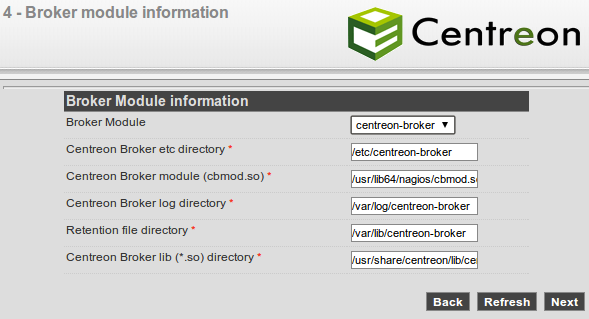 4 - Broker module information
Centreon
Broker Module information
Broker Module centreon-broker
Centreon Broker etc directory * /etc/centreon-broker
Centreon Broker module (cbmod.so) * /usr/lib64/nagios/cbmod.s
Centreon Broker log directory * /var/log/centreon-broker
Retention file directory * /var/lib/centreon-broker
Centreon Broker lib (*.so) directory * /usr/share/centreon/lib/ce
Back Refresh Next